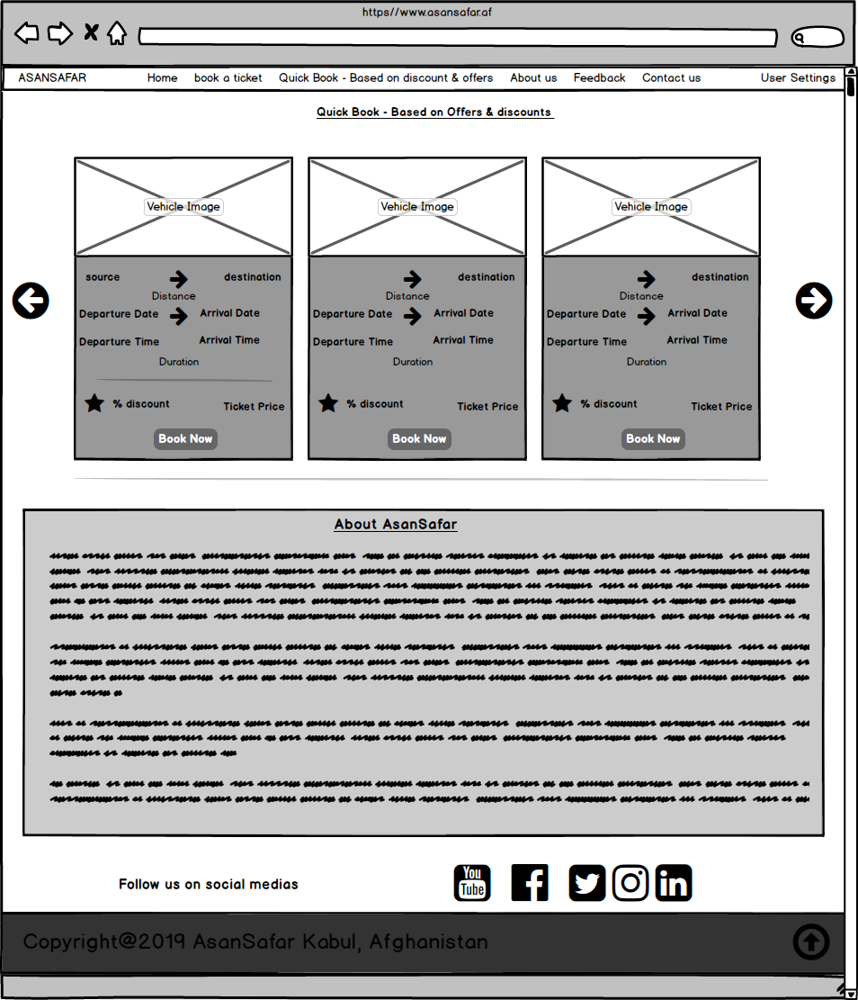 https//www.asansafar.af
ASANSAFAR Home book a ticket Quick Book - Based on discount & offers About us Feedback Contact us User Settings
Quick Book - Based on Offers & discounts
Vehicle Image Vehicle Image Vehicle Image
source destination destination destination
Distance Distance Distance
Departure Date Arrival Date Departure Date Arrival Date Departure Date Arrival Date
Departure Time Arrival Time Departure Time Arrival Time Departure Time Arrival Time
Duration Duration Duration
% discount Ticket Price % discount Ticket Price % discount Ticket Price
Book Now Book Now Book Now
About AsanSafar
Follow us on social medias
You
Tube
in
Copyright@2019 AsanSafar Kabul, Afghanistan